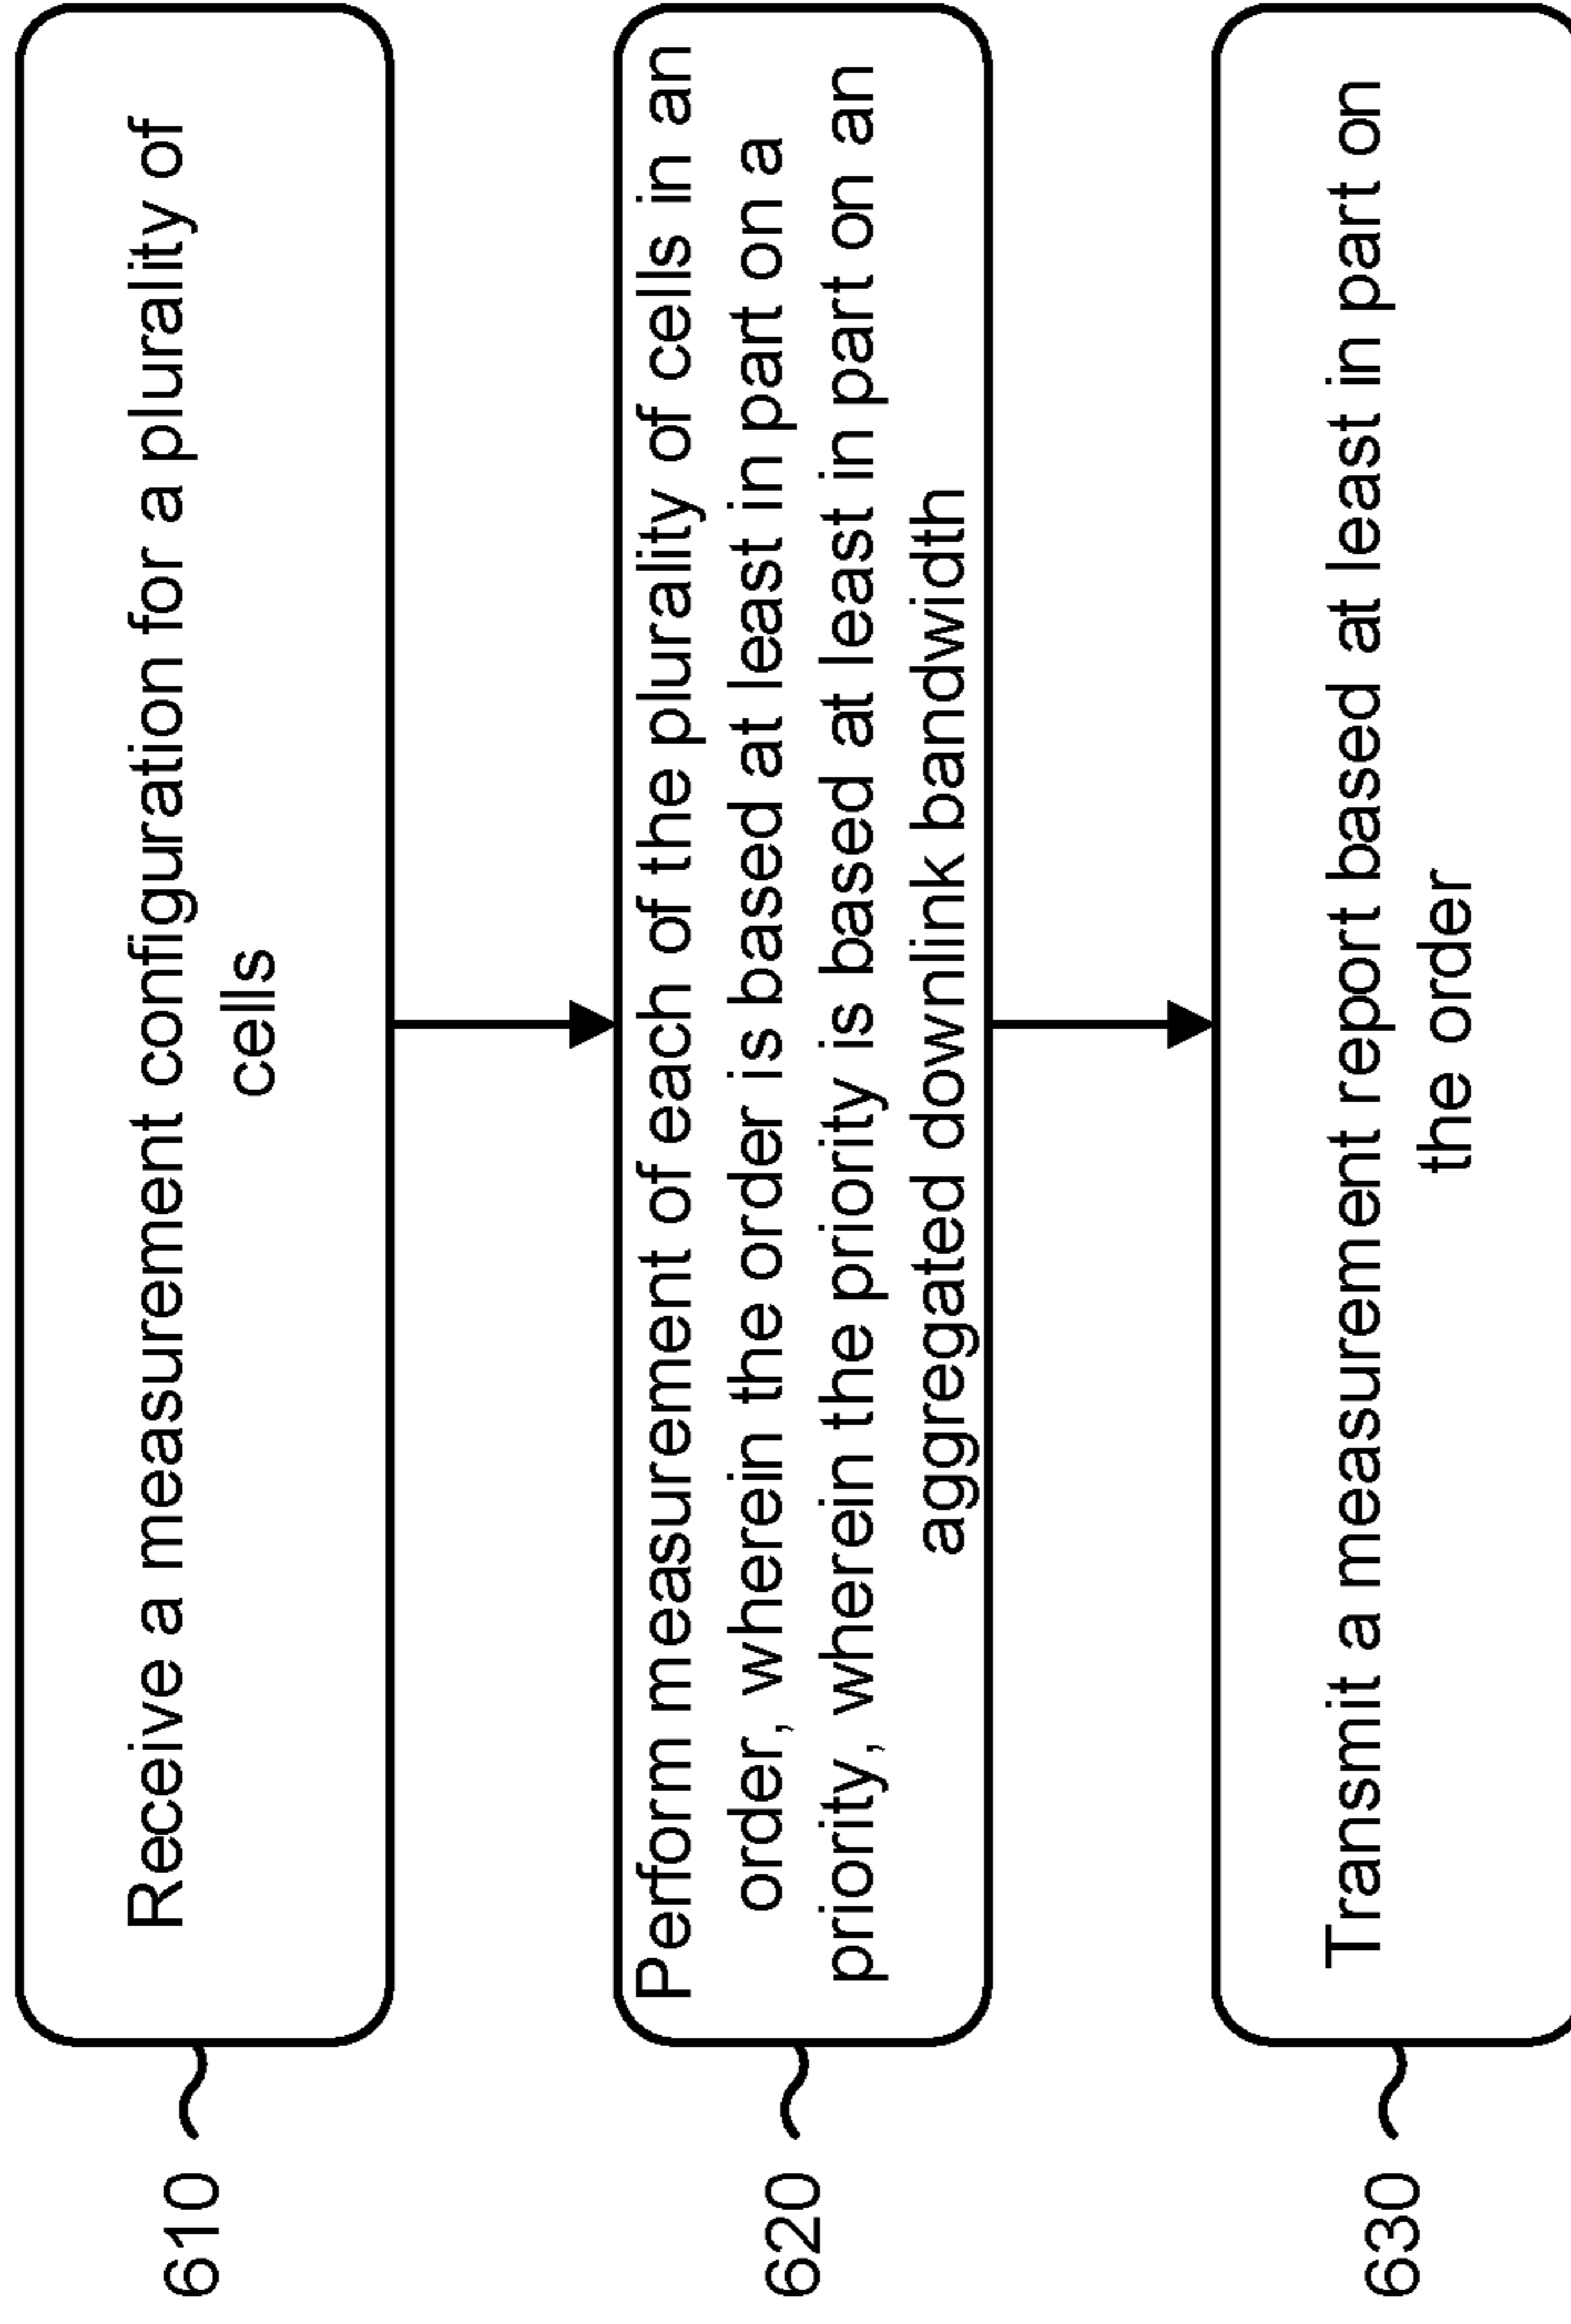 610
Receive a measurement configuration for a plurality of
cells
620
Perform measurement of each of the plurality of cells in an
order, wherein the order is based at least in part on a
priority, wherein the priority is based at least in part on an
aggregated downlink bandwidth
630
Transmit a measurement report based at least in part on
the order